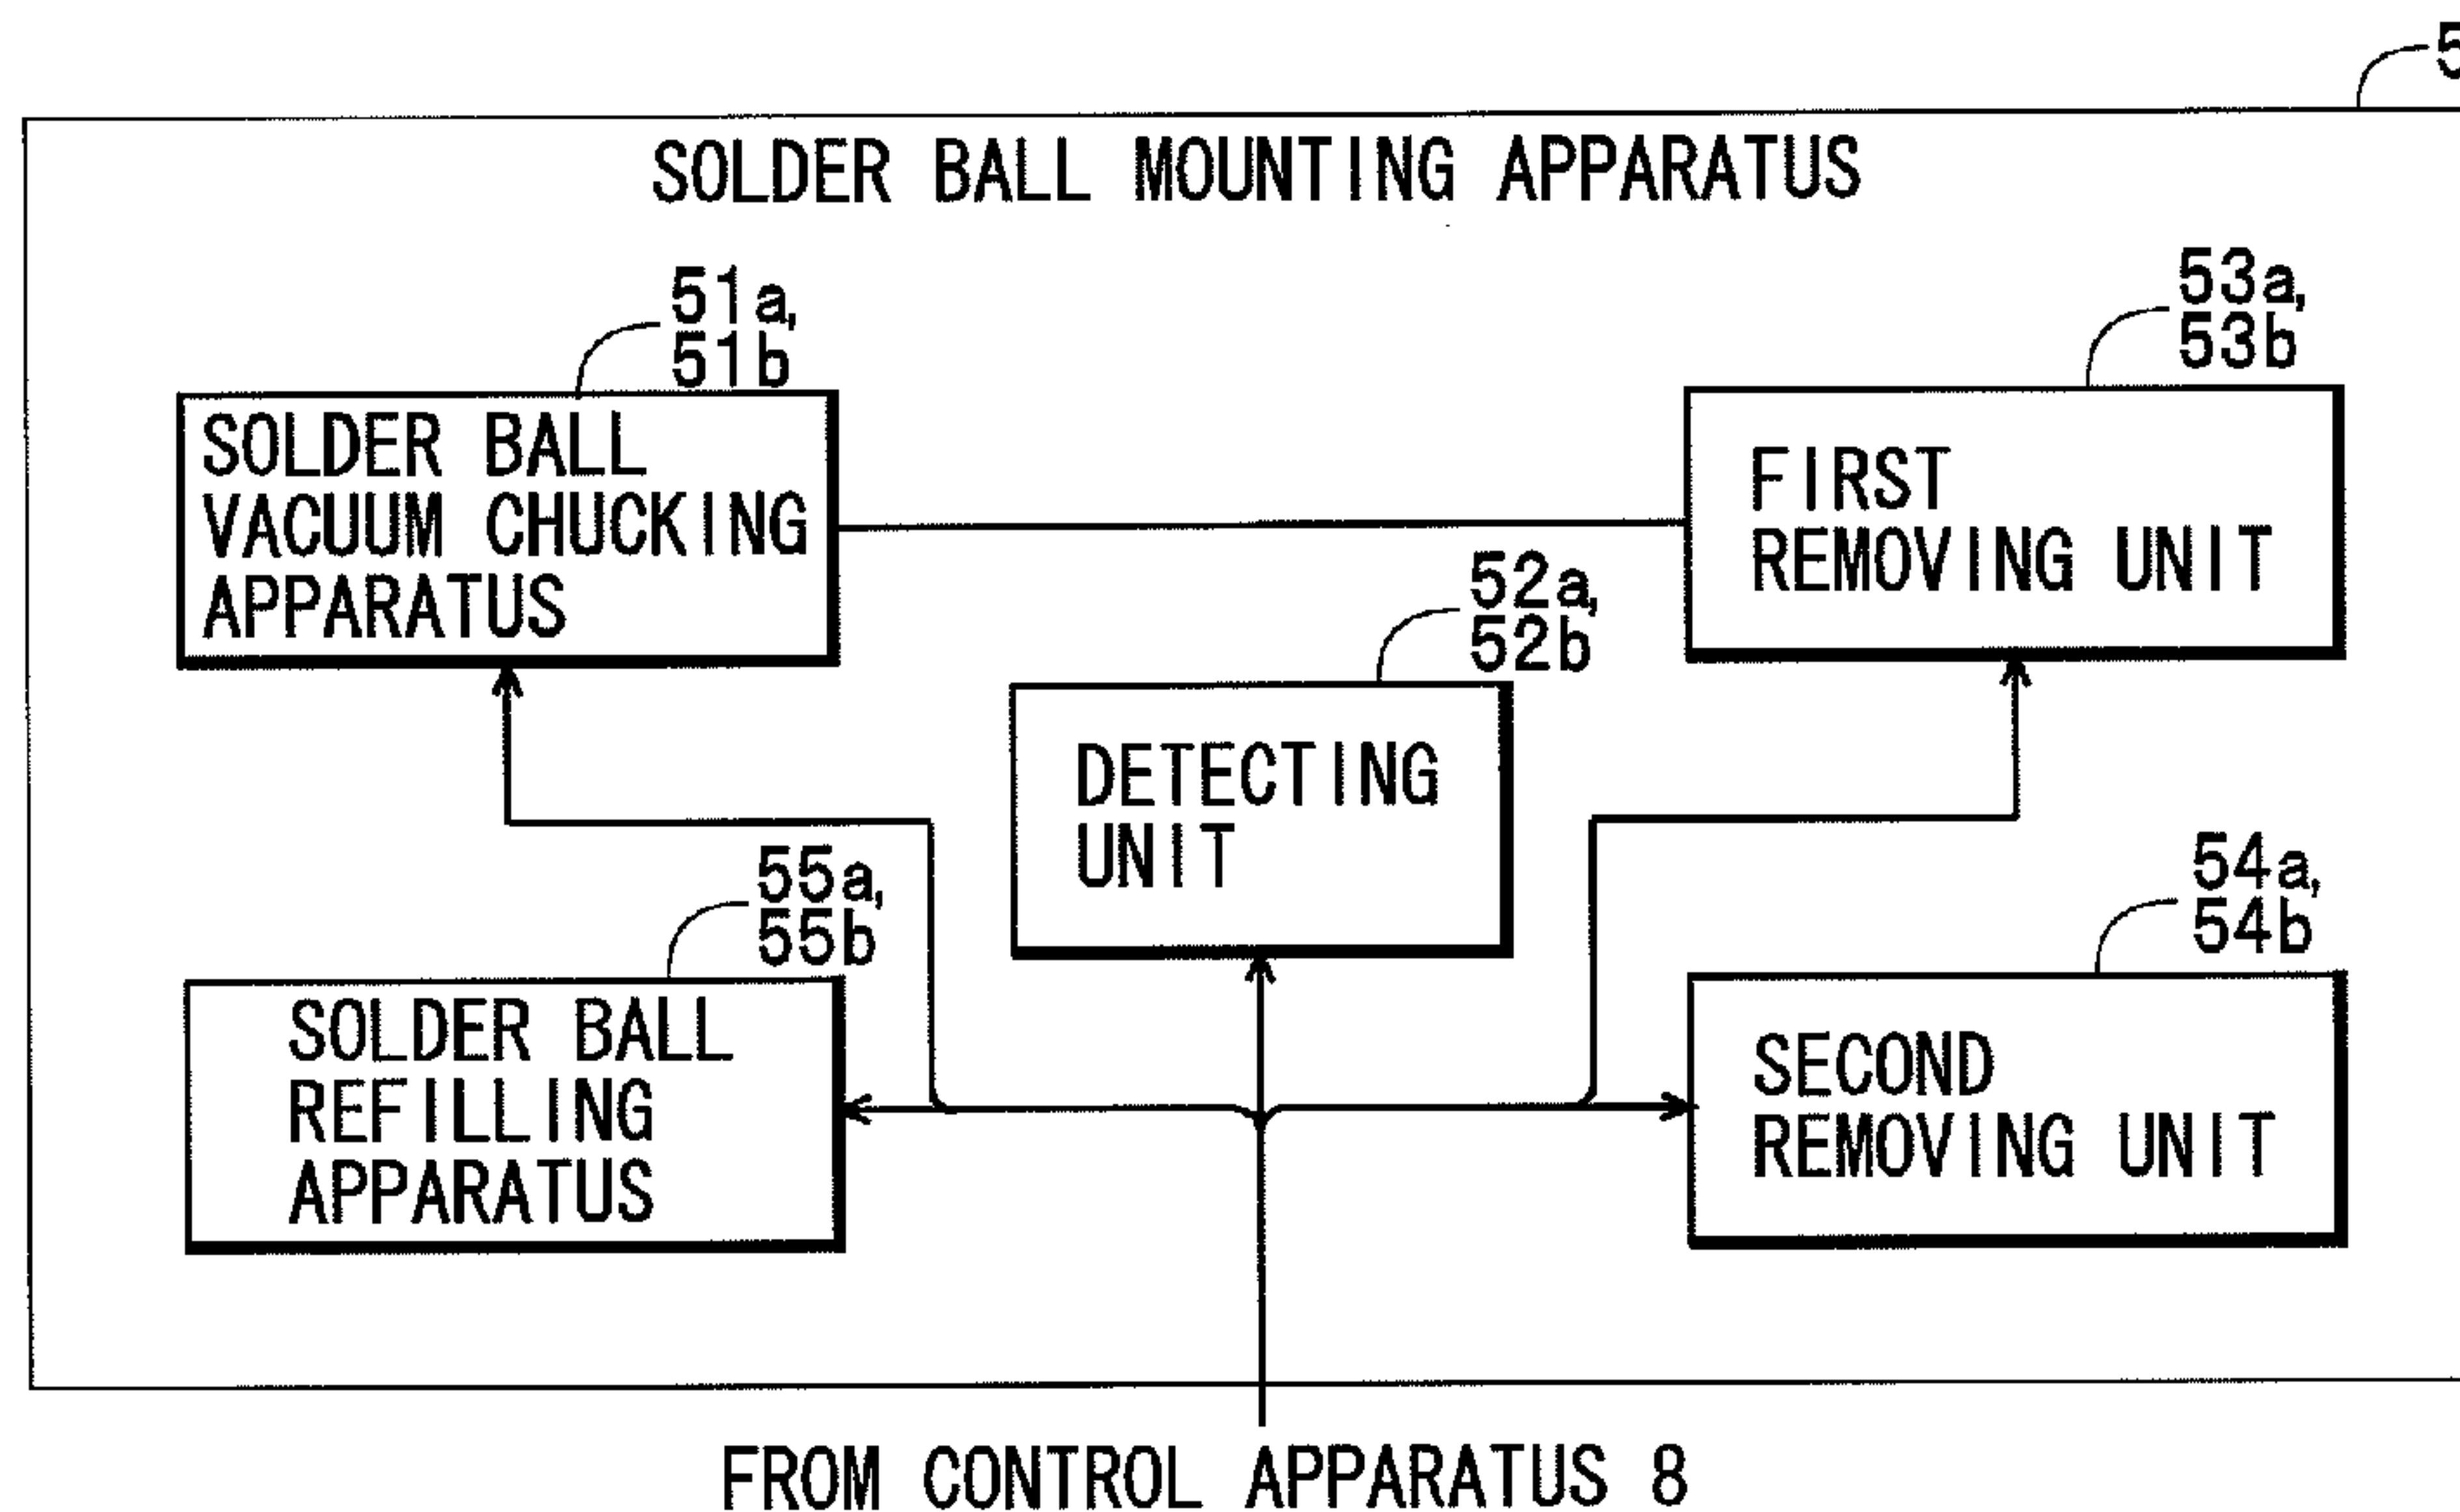 5
SOLDER BALL MOUNTING APPARATUS
51a,
51b
SOLDER BALL
VACUUM CHUCKING
APPARATUS
53a,
53b
FIRST
REMOVING UNIT
52a,
52b
DETECTING
UNIT
55a,
55b
SOLDER BALL
REFILLING
APPARATUS
54a,
54b
SECOND
REMOVING UNIT
FROM CONTROL APPARATUS 8